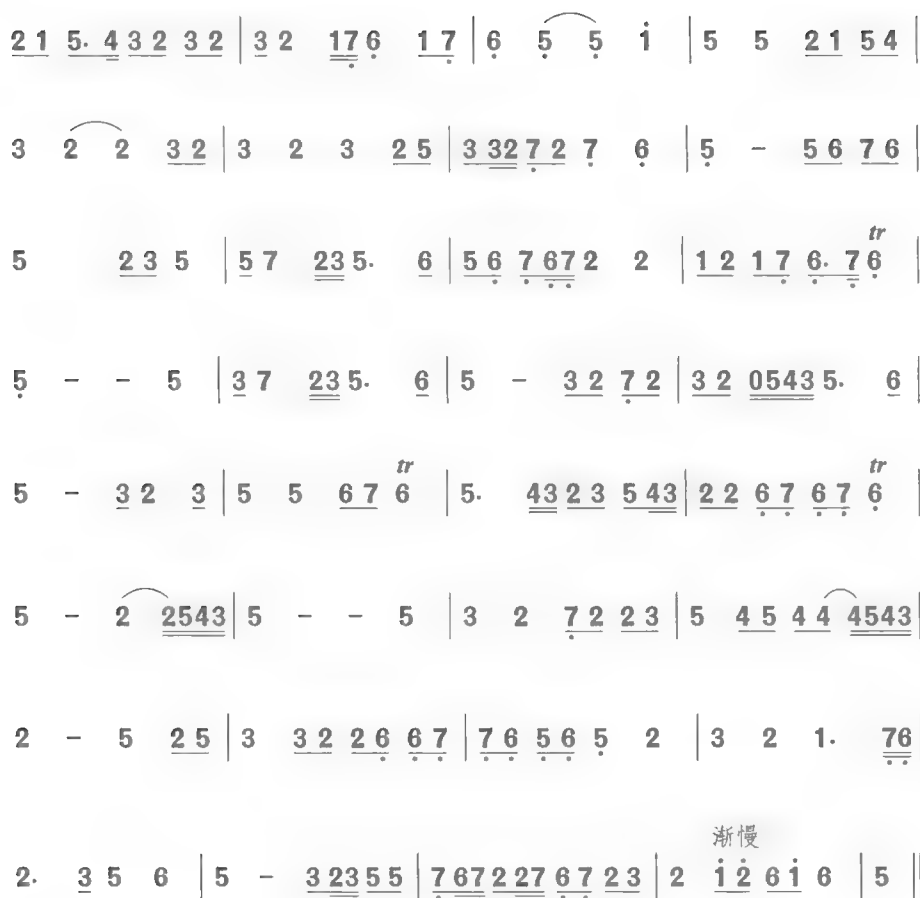 2 1 5. 4 3 2 3 2 | 3 2 1 7 6 1 7 | 6 5 5 i | 5 5 2 1 5 4 |
3 2 2 3 2 | 3 2 3 2 5 | 3 3 2 7 2 7 6 | 5 - 5 6 7 6 |
tr
5 2 3 5 | 5 7 2 3 5. 6 | 5 6 7 6 7 2 2 | 1 2 1 7 6. 7 6
5 - - 5 | 3 7 2 3 5. 6 | 5 - 3 2 7 2 | 3 2 0 5 4 3 5. 6 |
tr tr
5 - 3 2 3 | 5 5 6 7 6 | 5. 4 3 2 3 5 4 3 | 2 2 6 7 6 7 6 |
5 - 2 2 5 4 3 | 5 - - 5 | 3 2 7 2 2 3 | 5 4 5 4 4 4 5 4 3 |
2 - 5 2 5 | 3 3 2 2 6 6 7 | 7 6 5 6 5 2 | 3 2 1. 7 6
渐慢
2. 3 5 6 | 5 - 3 2 3 5 5 | 7 6 7 2 2 7 6 7 2 3 | 2 1 2 6 1 6 | 5 ||